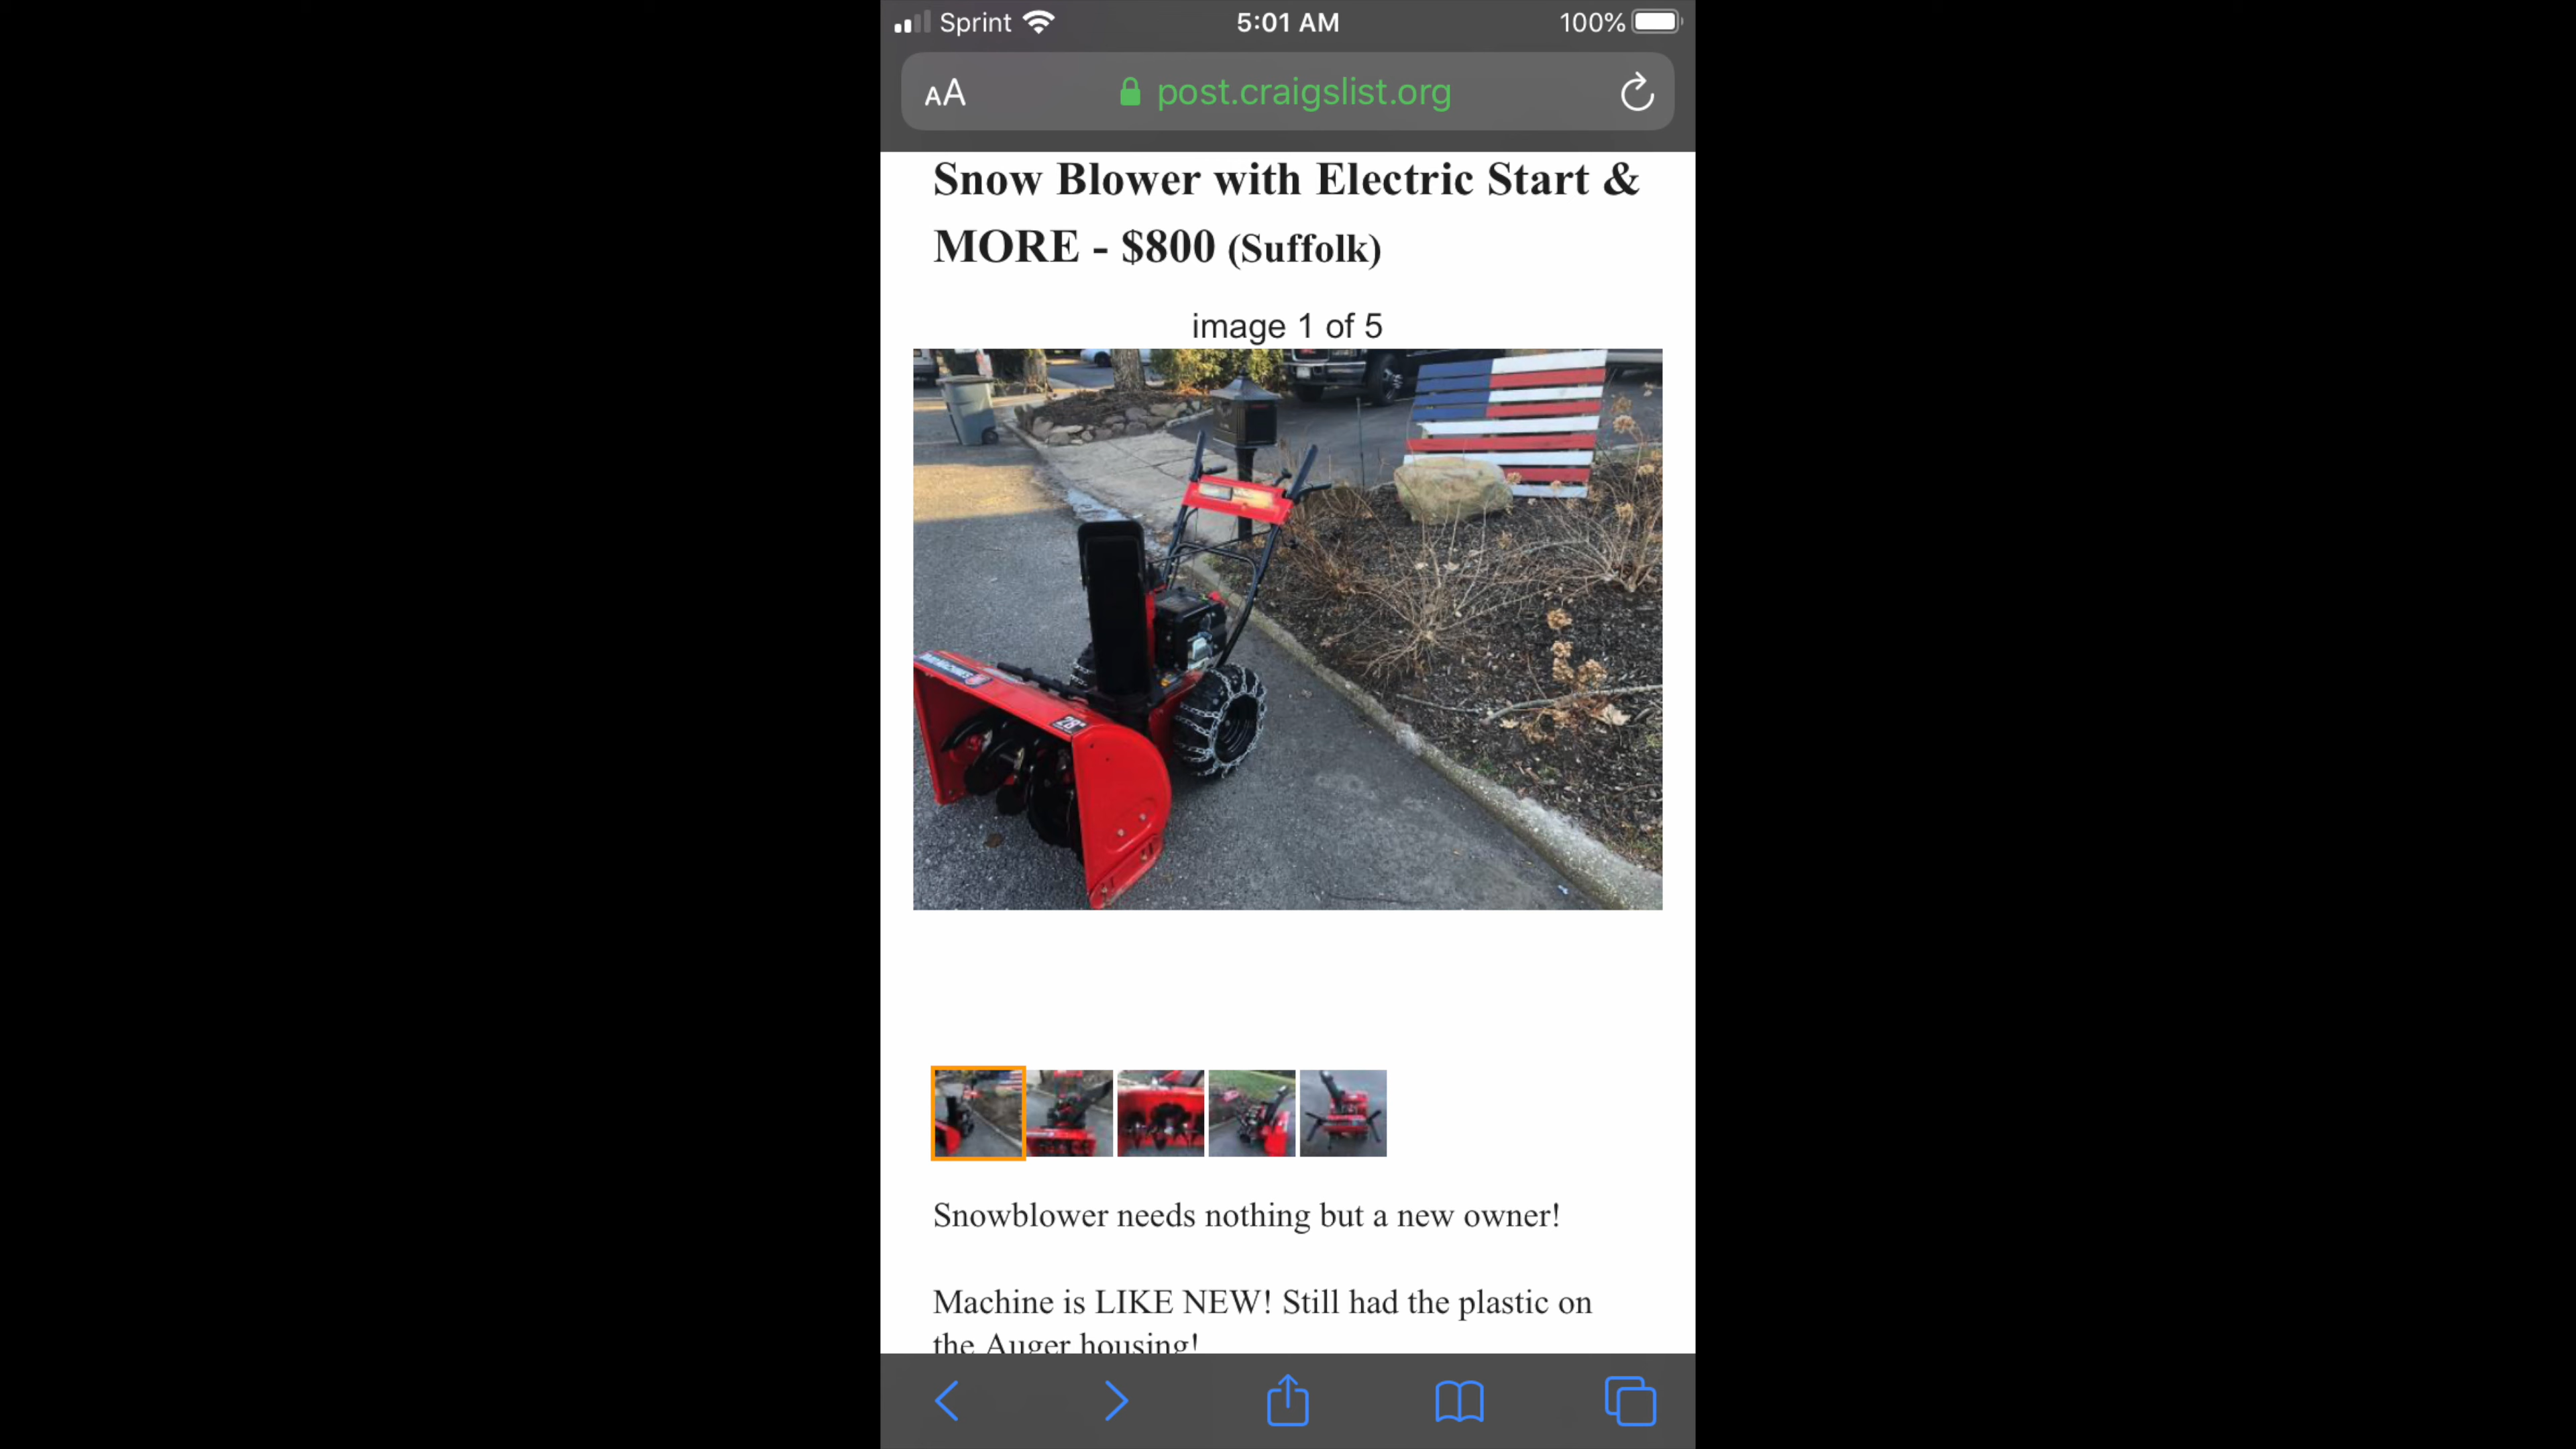 Sprint
5:01 AM
100%
AA
post.craigslist.org
Snow Blower with Electric Start &
MORE - $800 (Suffolk)
image 1 of 5
28"
Snowblower needs nothing but a new owner!
Machine is LIKE NEW! Still had the plastic on
the Auger housing!